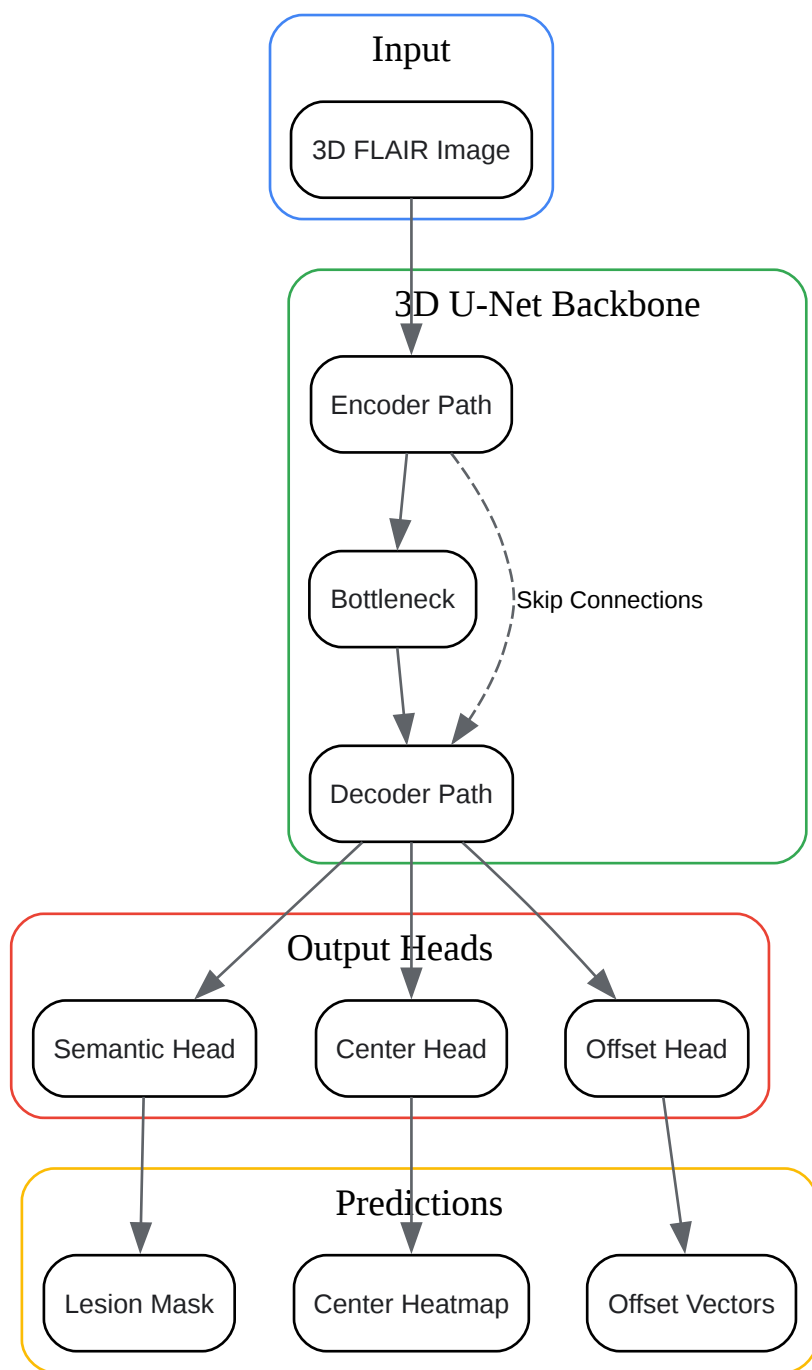 Input
3D FLAIR Image
3D U-Net Backbone
Encoder Path
Bottleneck
Skip Connections
Decoder Path
Output Heads
Semantic Head
Center Head
Offset Head
Predictions
Lesion Mask
Center Heatmap
Offset Vectors